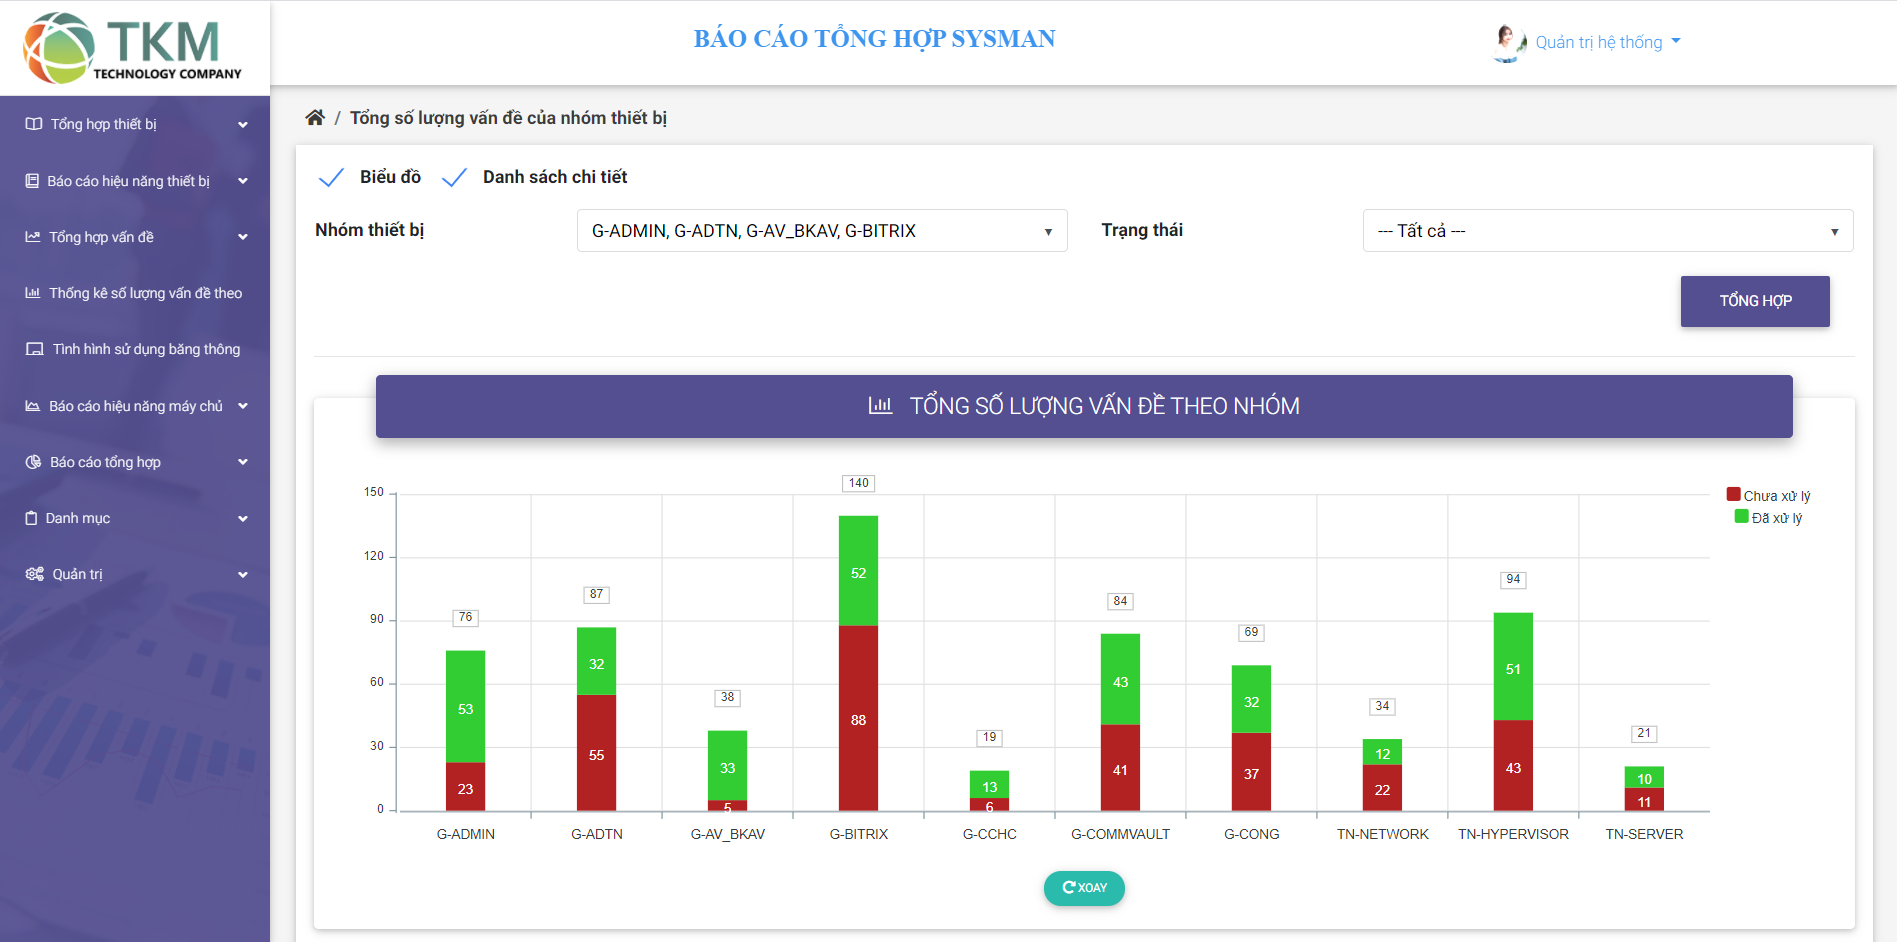 TKM
TECHNOLOGY COMPANY
BÁO CÁO TỔNG HỢP SYSMAN
Quản trị hệ thống
Tổng hợp thiết bị
Báo cáo hiệu năng thiết bị
Tổng hợp vấn đề
Thống kê số lượng vấn đề theo
Tình hình sử dụng băng thông
Báo cáo hiệu năng máy chủ
Báo cáo tổng hợp
Danh mục
Quản trị
/ Tổng số lượng vấn đề của nhóm thiết bị
Biểu đồ Danh sách chi tiết
Nhóm thiết bị G-ADMIN, G-ADTN, G-AV_BKAV, G-BITRIX Trạng thái --- Tất cả ---
TỔNG HỢP
TỔNG SỐ LƯỢNG VẤN ĐỀ THEO NHÓM
150
120
90
60
30
0
76
53
23
87
32
55
38
33
5
140
52
88
19
13
6
84
43
41
69
32
37
34
12
22
94
51
43
21
10
11
G-ADMIN G-ADTN G-AV_BKAV G-BITRIX G-CCHC G-COMMVAULT G-CONG TN-NETWORK TN-HYPERVISOR TN-SERVER
Chưa xử lý
Đã xử lý
XOAY